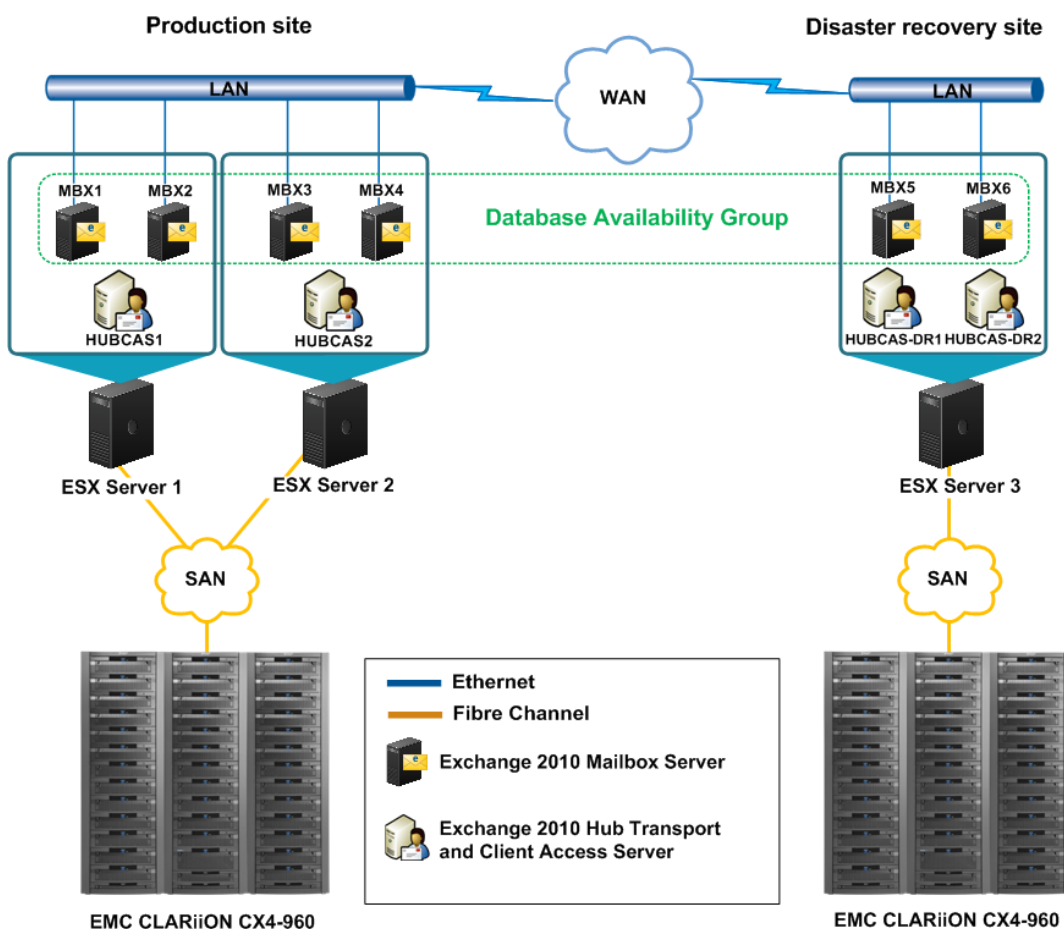 Production site
Disaster recovery site
LAN
WAN
LAN
MBX1
MBX2
MBX3
MBX4
MBX5
MBX6
Database Availability Group
HUBCAS1
HUBCAS2
HUBCAS-DR1
HUBCAS-DR2
ESX Server 1
ESX Server 2
ESX Server 3
SAN
SAN
Ethernet
Fibre Channel
Exchange 2010 Mailbox Server
Exchange 2010 Hub Transport
and Client Access Server
EMC CLARiiON CX4-960
EMC CLARiiON CX4-960